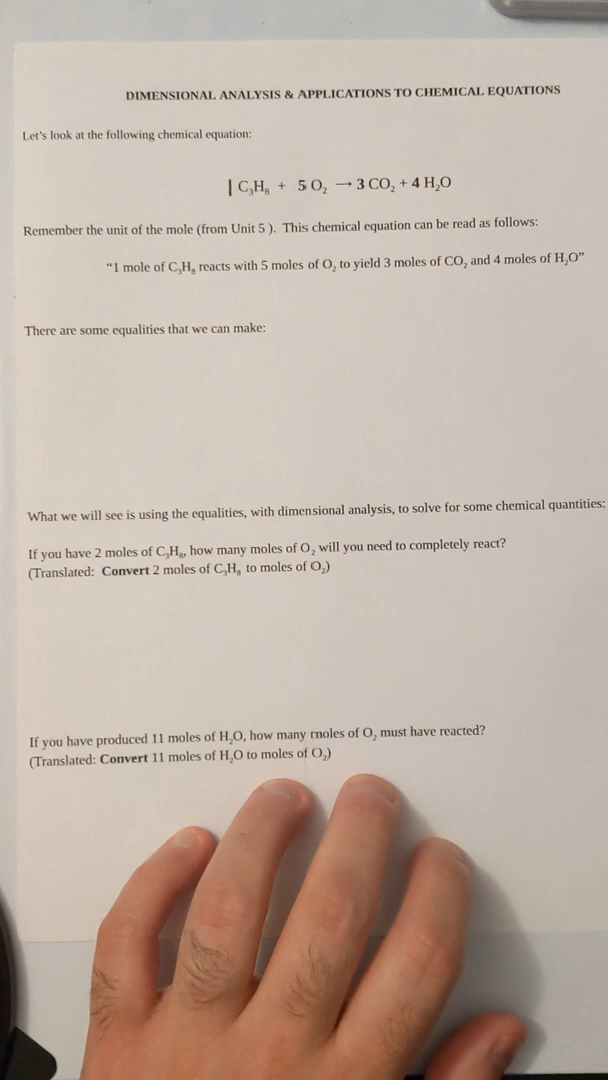 DIMENSIONAL ANALYSIS & APPLICATIONS TO CHEMICAL EQUATIONS
Let's look at the following chemical equation:
| C₃H₈ + 5 O₂ → 3 CO₂ + 4 H₂O
Remember the unit of the mole (from Unit 5 ). This chemical equation can be read as follows:
"1 mole of C₃H₈ reacts with 5 moles of O₂ to yield 3 moles of CO₂ and 4 moles of H₂O"
There are some equalities that we can make:
What we will see is using the equalities, with dimensional analysis, to solve for some chemical quantities:
If you have 2 moles of C₃H₈, how many moles of O₂ will you need to completely react?
(Translated: Convert 2 moles of C₃H₈ to moles of O₂)
If you have produced 11 moles of H₂O, how many rnoles of O₂ must have reacted?
(Translated: Convert 11 moles of H₂O to moles of O₂)